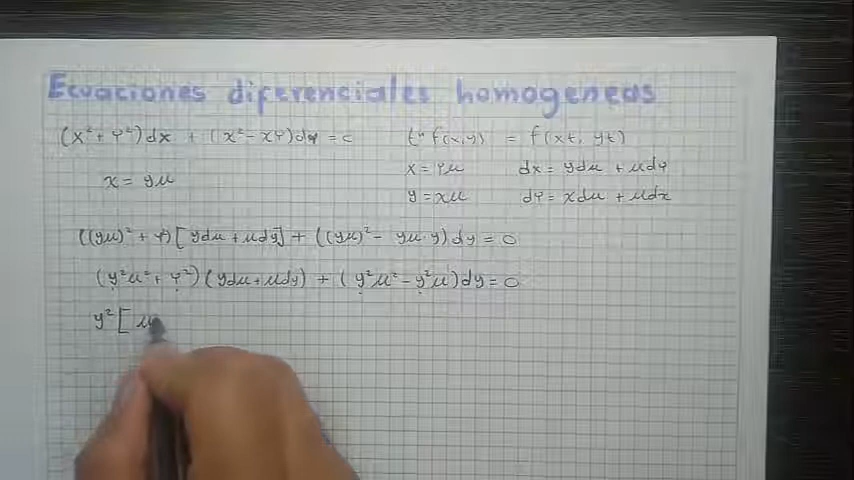 Ecuaciones diferenciales homogeneas
(x² + y²)dx + (x² - xy)dy = 0
tⁿ f(x,y) = f(xt, yt)
x = yu dx = ydu + udy
y = xu dy = xdu + udx
x = yu
((yu)² + y)[ydu + udy] + ((yu)² - yu·y)dy = 0
(y²u² + y²)(ydu + udy) + (y²u² - y²u)dy = 0
y² [ u